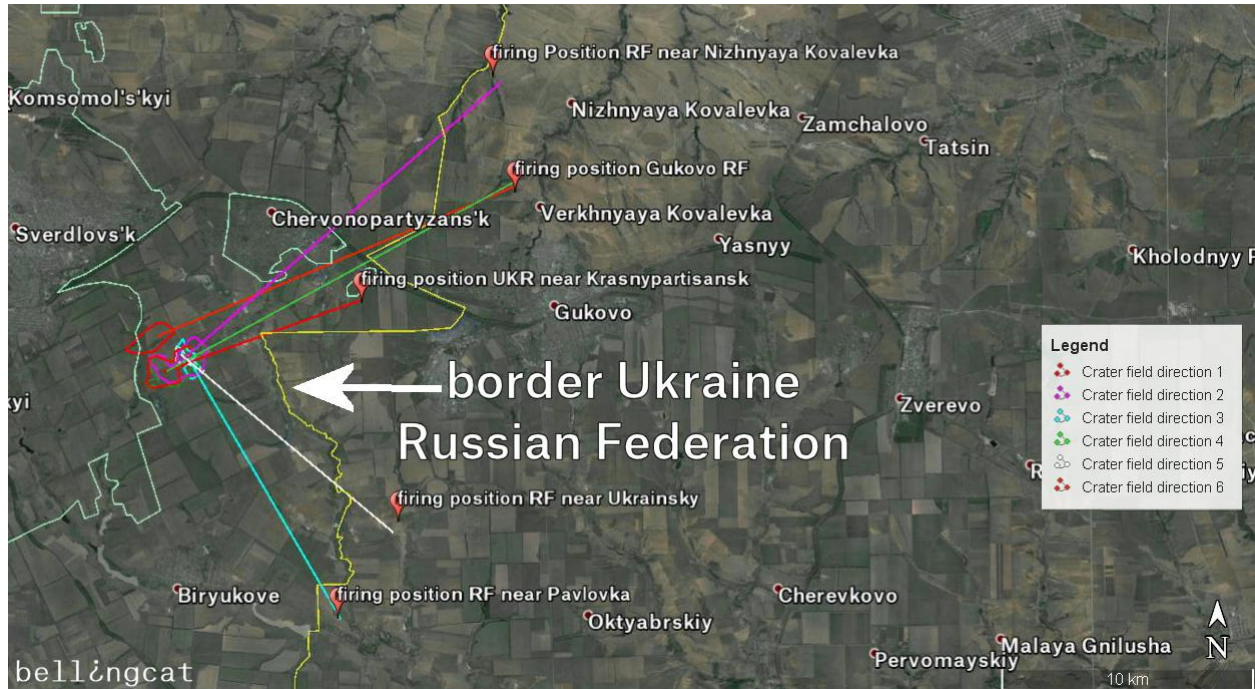 firing Position RF near Nizhnyaya Kovalevka
Komsomol's'kyi
Nizhnyaya Kovalevka
Zamchalovo
Tatsin
firing position Gukovo RF
Chervonopartyzans'k
Verkhnyaya Kovalevka
Sverdlovs'k
Yasnyy
Kholodnyy P
firing position UKR near Krasnypartisansk
Gukovo
Legend
Crater field direction 1
Crater field direction 2
Crater field direction 3
Crater field direction 4
Crater field direction 5
Crater field direction 6
border Ukraine
Russian Federation
kyi
Zverevo
firing position RF near Ukrainsky
Biryukove
firing position RF near Pavlovka
Oktyabrskiy
Cherevkovo
Pervomayskiy
Malaya Gnilusha
N
10 km
bellingcat